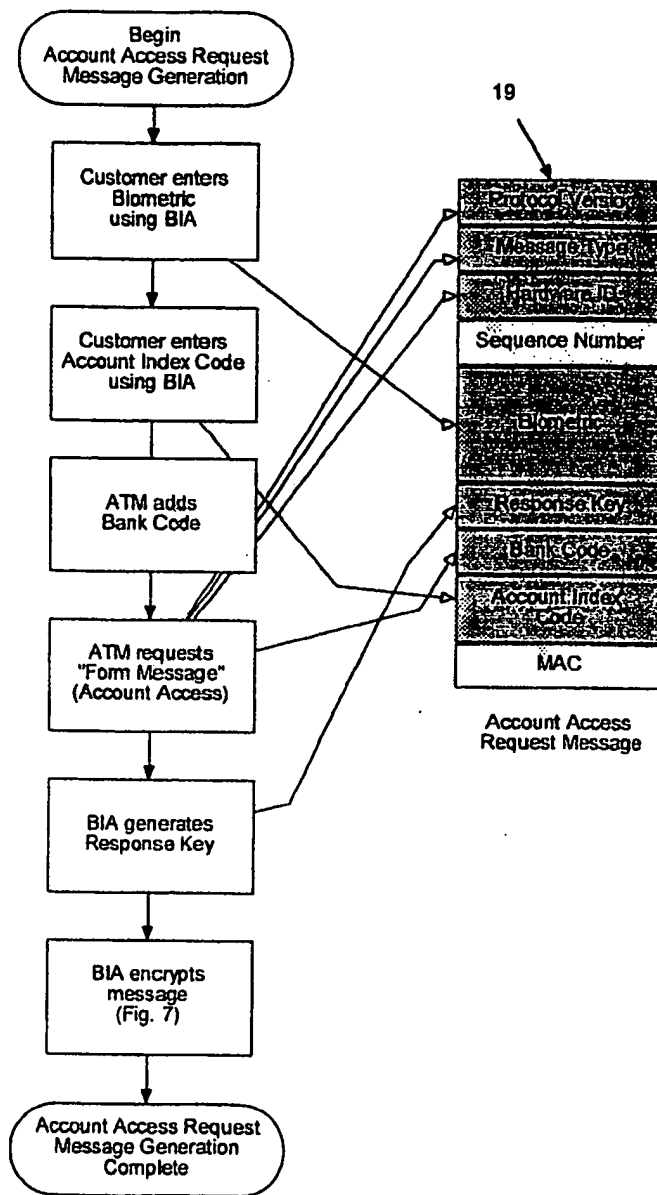 Begin
Account Access Request
Message Generation
Customer enters
Biometric
using BIA
Customer enters
Account Index Code
using BIA
ATM adds
Bank Code
ATM requests
"Form Message"
(Account Access)
BIA generates
Response Key
BIA encrypts
message
(Fig. 7)
Account Access Request
Message Generation
Complete
19
Protocol Version
Message Type
Hardware ID
Sequence Number
Biometric
Response Key
Bank Code
Account Index
Code
MAC
Account Access
Request Message